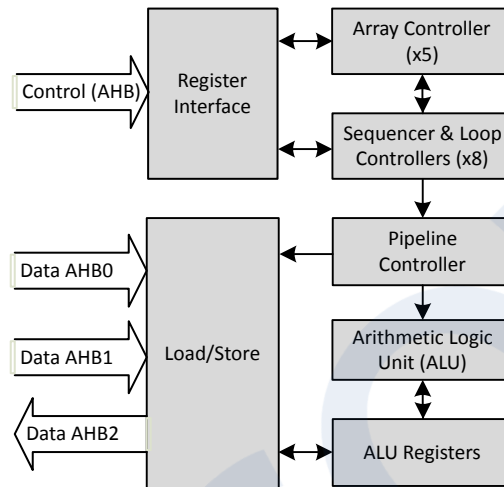 Control (AHB)
Register
Interface
Array Controller
(x5)
Sequencer & Loop
Controllers (x8)
Data AHB0
Data AHB1
Data AHB2
Load/Store
Pipeline
Controller
Arithmetic Logic
Unit (ALU)
ALU Registers